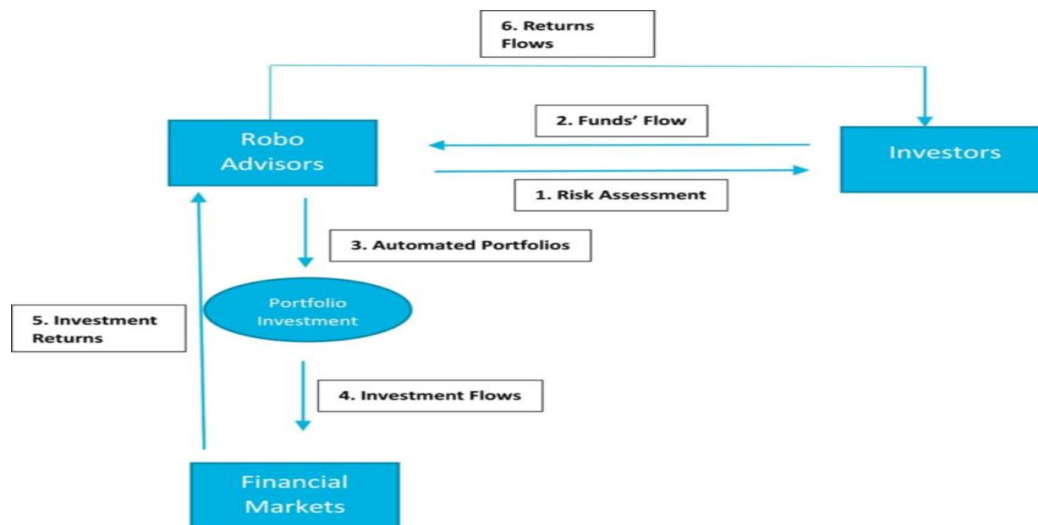 6. Returns
Flows
2. Funds' Flow
Robo
Advisors
Investors
1. Risk Assessment
3. Automated Portfolios
Portfolio
Investment
5. Investment
Returns
4. Investment Flows
Financial
Markets